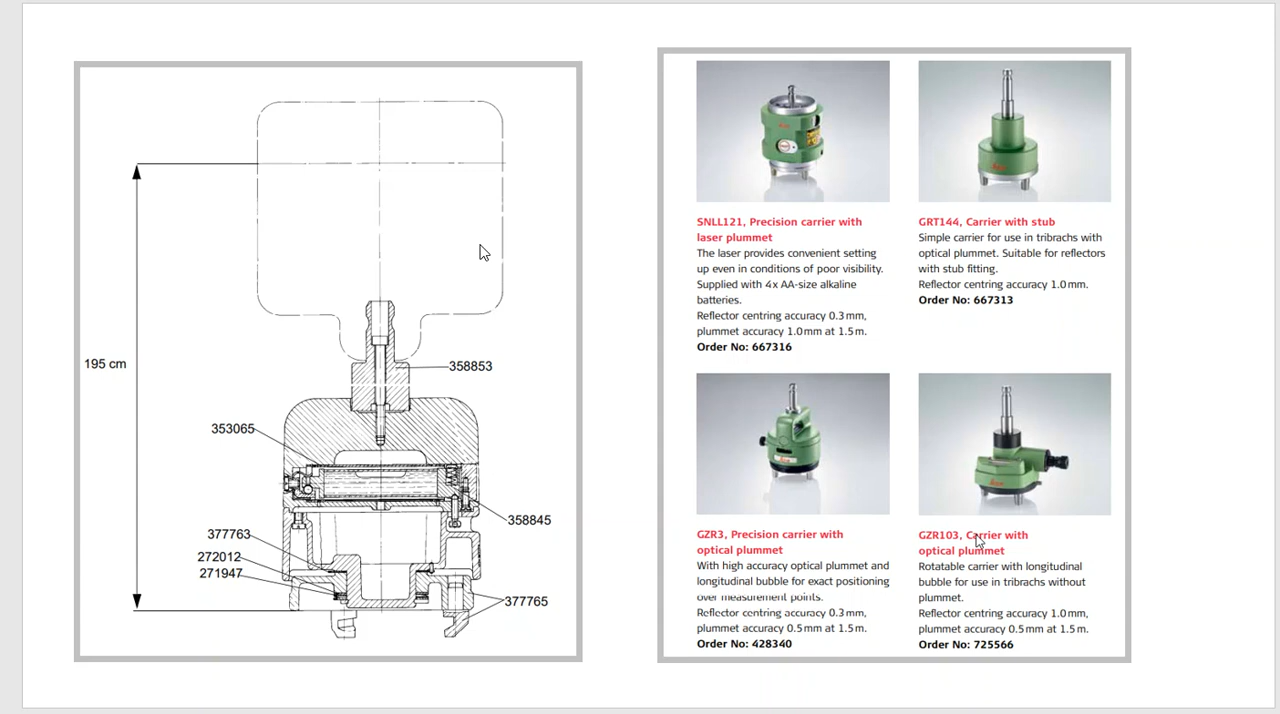 195 cm
358853
353065
358845
377763
272012
271947
377765
SNLL121, Precision carrier with
laser plummet
The laser provides convenient setting
up even in conditions of poor visibility.
Supplied with 4x AA-size alkaline
batteries.
Reflector centring accuracy 0.3 mm,
plummet accuracy 1.0 mm at 1.5 m.
Order No: 667316
GRT144, Carrier with stub
Simple carrier for use in tribrachs with
optical plummet. Suitable for reflectors
with stub fitting.
Reflector centring accuracy 1.0 mm.
Order No: 667313
GZR3, Precision carrier with
optical plummet
With high accuracy optical plummet and
longitudinal bubble for exact positioning
over measurement points.
Reflector centring accuracy 0.3 mm,
plummet accuracy 0.5 mm at 1.5 m.
Order No: 428340
GZR103, Carrier with
optical plummet
Rotatable carrier with longitudinal
bubble for use in tribrachs without
plummet.
Reflector centring accuracy 1.0 mm,
plummet accuracy 0.5 mm at 1.5 m.
Order No: 725566